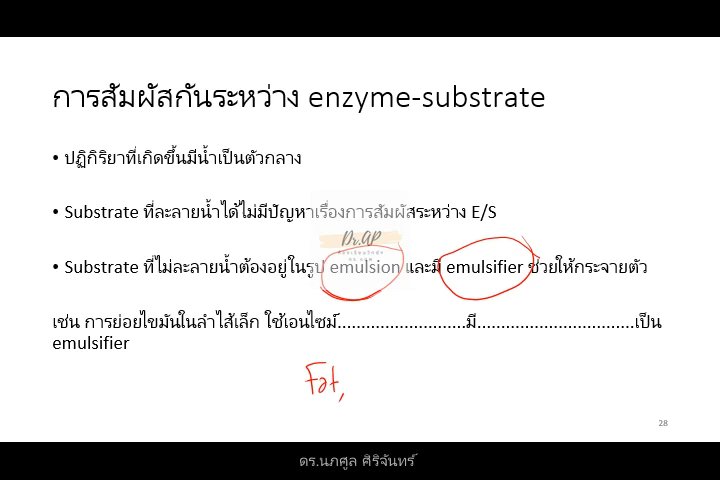 การสัมผัสกันระหว่าง enzyme-substrate
• ปฏิกิริยาที่เกิดขึ้นมีน้ำเป็นตัวกลาง
• Substrate ที่ละลายน้ำได้ไม่มีปัญหาเรื่องการสัมผัสระหว่าง E/S
Dr.AP
• Substrate ที่ไม่ละลายน้ำต้องอยู่ในรูป emulsion และมี emulsifier ช่วยให้กระจายตัว
เช่น การย่อยไขมันในลำไส้เล็ก ใช้เอนไซม์...........................มี.................................เป็น
emulsifier
Fat,
28
ดร.นภศูล ศิริจันทร์